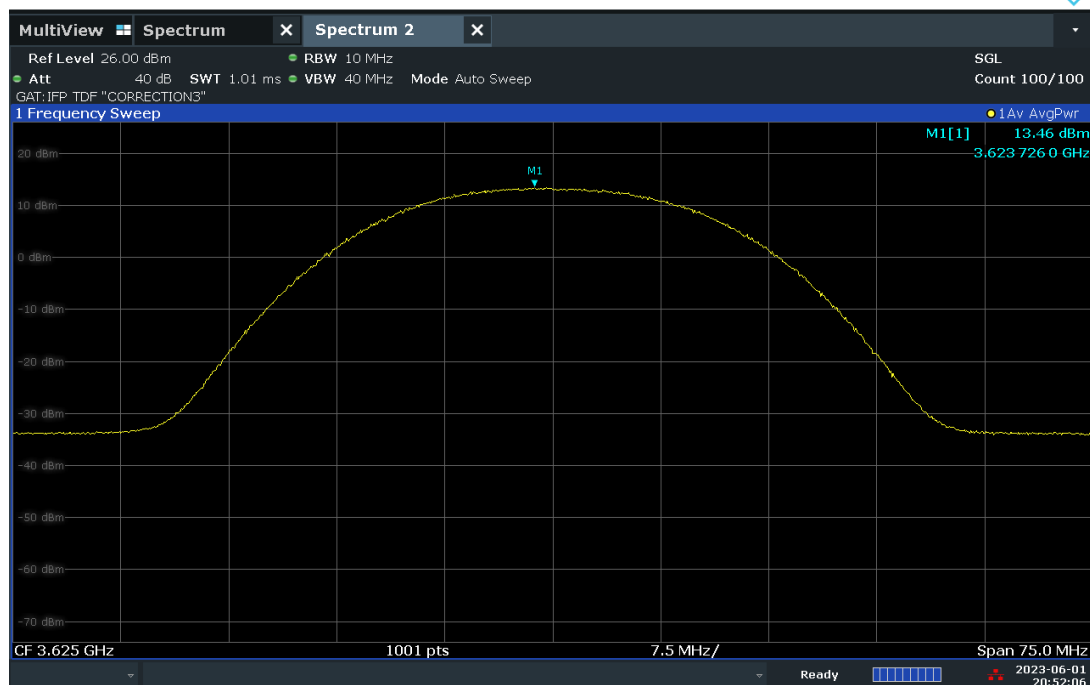 MultiView Spectrum X Spectrum 2 X
Ref Level 26.00 dBm RBW 10 MHz SGL
Att 40 dB SWT 1.01 ms VBW 40 MHz Mode Auto Sweep Count 100/100
GAT:IFP TDF "CORRECTION3"
1 Frequency Sweep 1Av AvgPwr
M1[1] 13.46 dBm
3.623 726 0 GHz
20 dBm
M1
10 dBm
0 dBm
-10 dBm
-20 dBm
-30 dBm
-40 dBm
-50 dBm
-60 dBm
-70 dBm
CF 3.625 GHz 1001 pts 7.5 MHz/ Span 75.0 MHz
Ready 2023-06-01
20:52:06